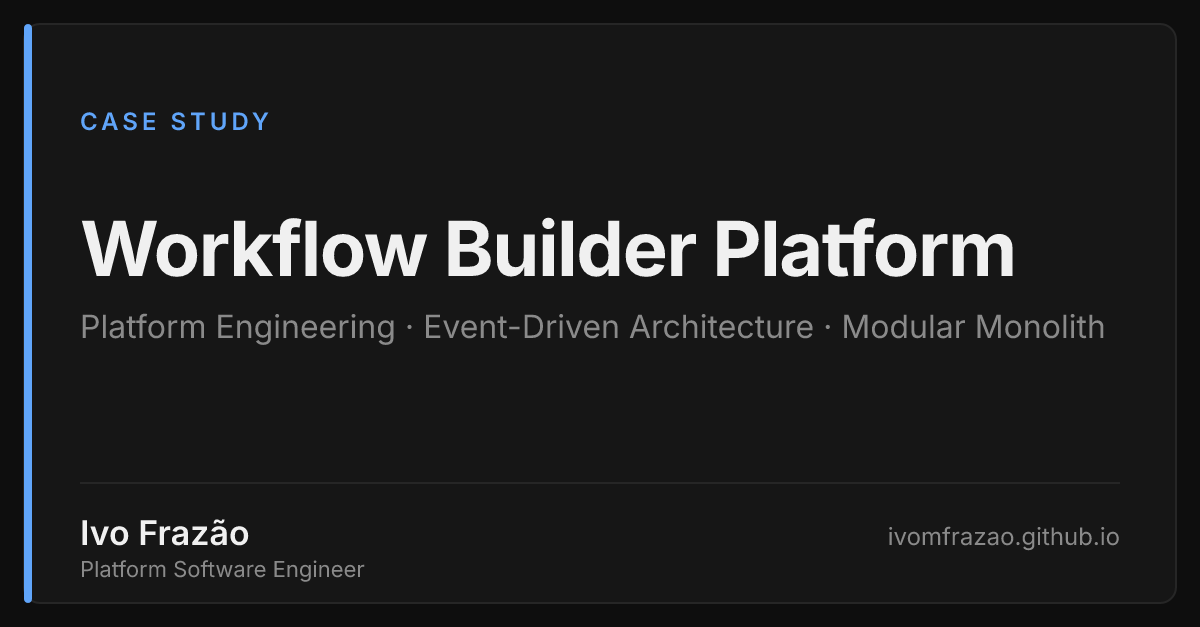 CASE STUDY
Workflow Builder Platform
Platform Engineering · Event-Driven Architecture · Modular Monolith
Ivo Frazão
ivomfrazao.github.io
Platform Software Engineer